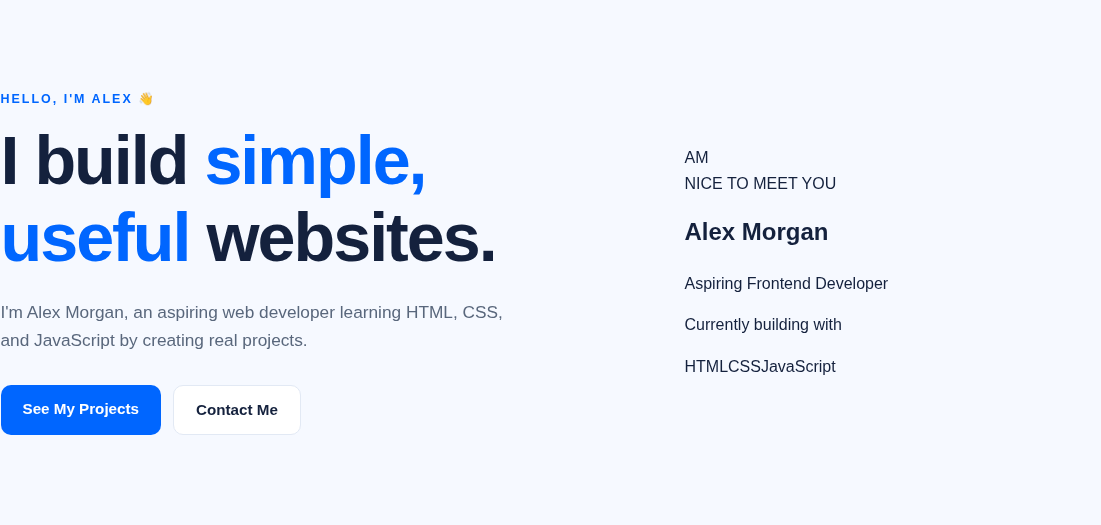 HELLO, I'M ALEX 👋
I build simple,
useful websites.
I'm Alex Morgan, an aspiring web developer learning HTML, CSS,
and JavaScript by creating real projects.
See My Projects
Contact Me
AM
NICE TO MEET YOU
Alex Morgan
Aspiring Frontend Developer
Currently building with
HTMLCSSJavaScript